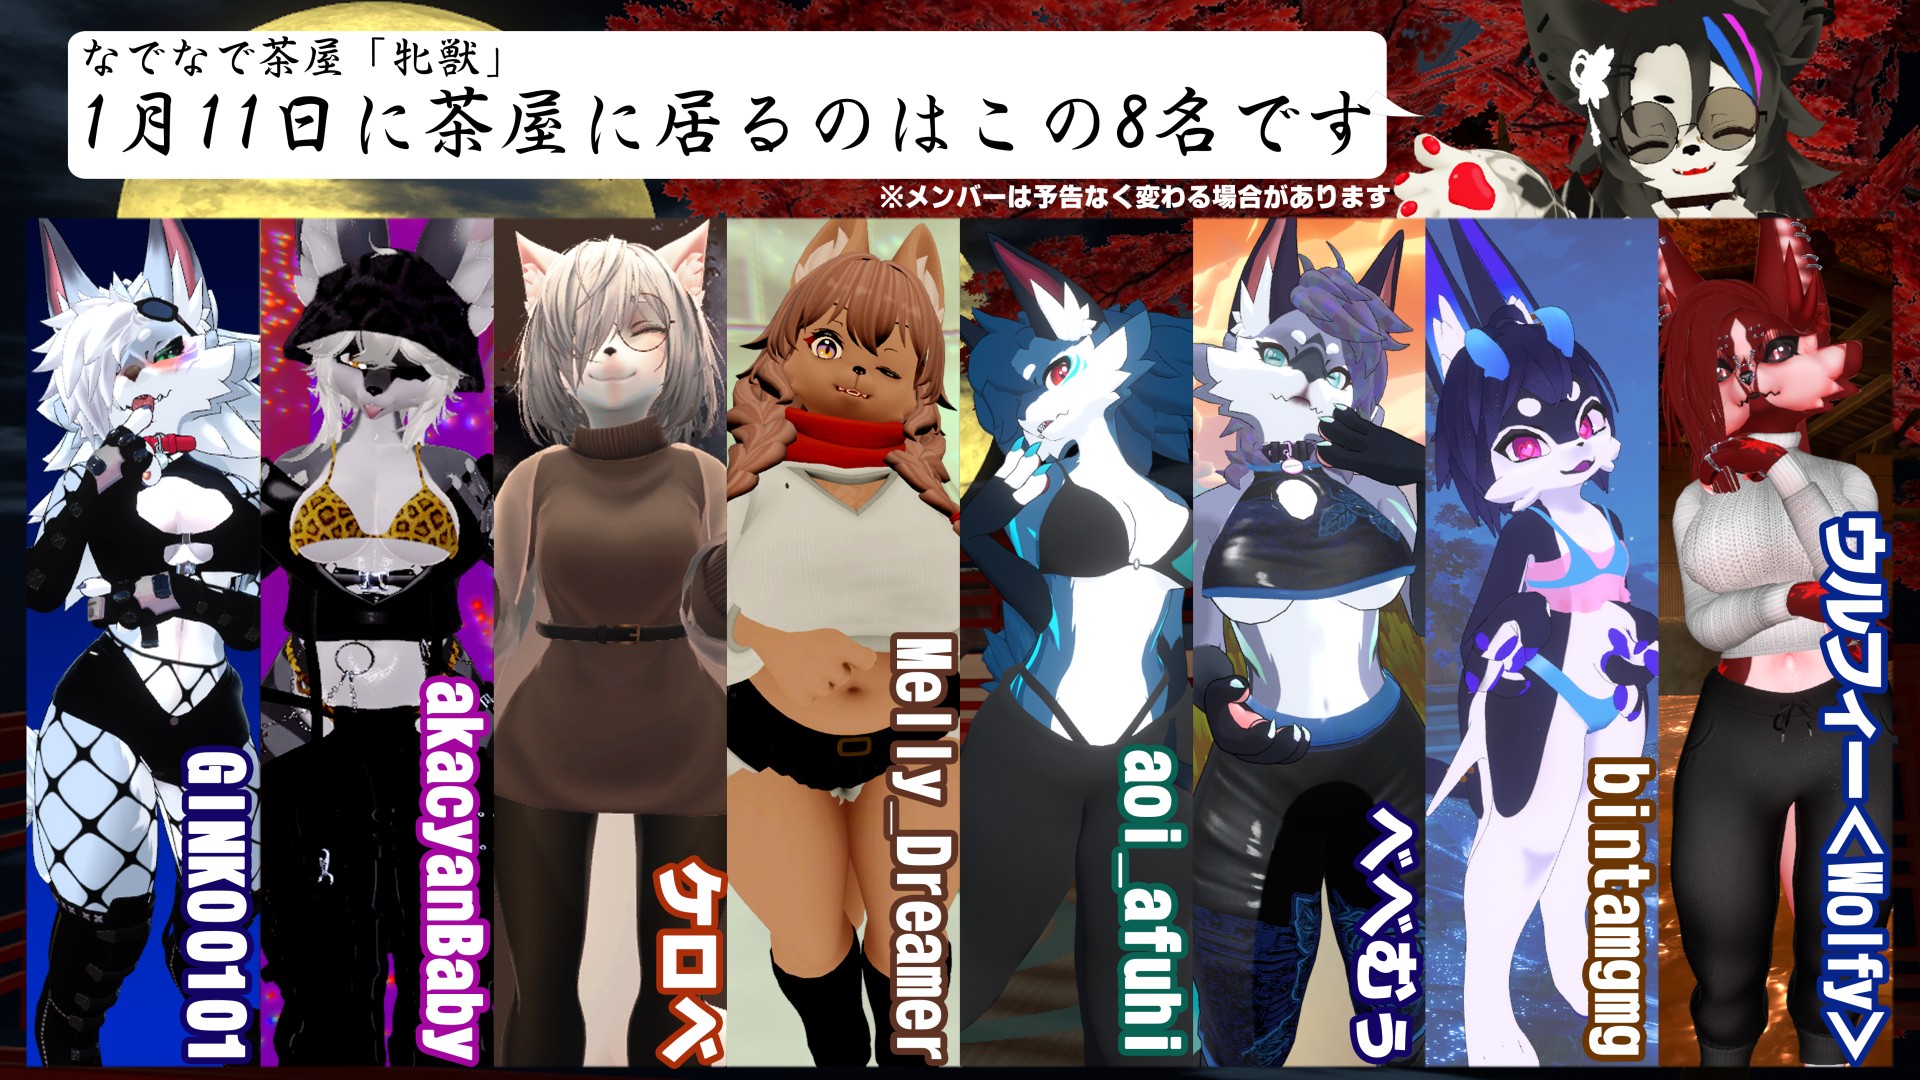 なでなで茶屋「牝獣」
1月11日に茶屋に居るのはこの8名です
※メンバーは予告なく変わる場合があります
GINKO0101
akacyanBaby
ケロベ
Melly_Dreamer
aoi_afuhi
べべむぅ
bintamgmg
ウルフィー<Wolfy>